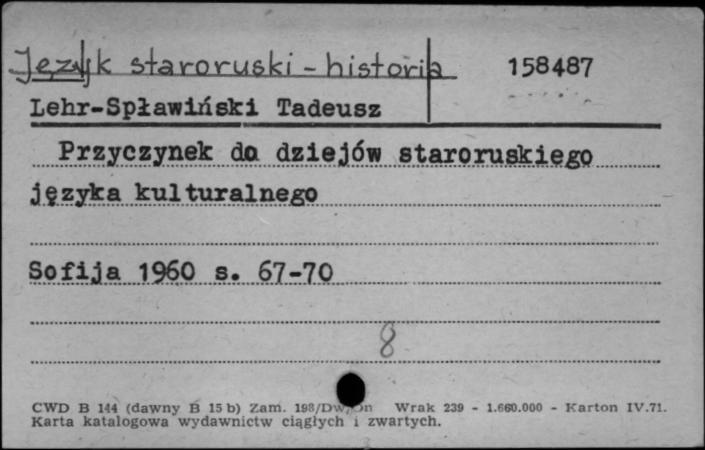 Język staroruski - historia 158487
Lehr-Spławiński Tadeusz
Przyczynek do dziejów staroruskiego
języka kulturalnego
Sofija 1960 s. 67-70
8
CWD B 144 (dawny B 15 b) Zam. 198/Dw/ Wrak 239 - 1.660.000 - Karton IV.71.
Karta katalogowa wydawnictw ciągłych i zwartych.